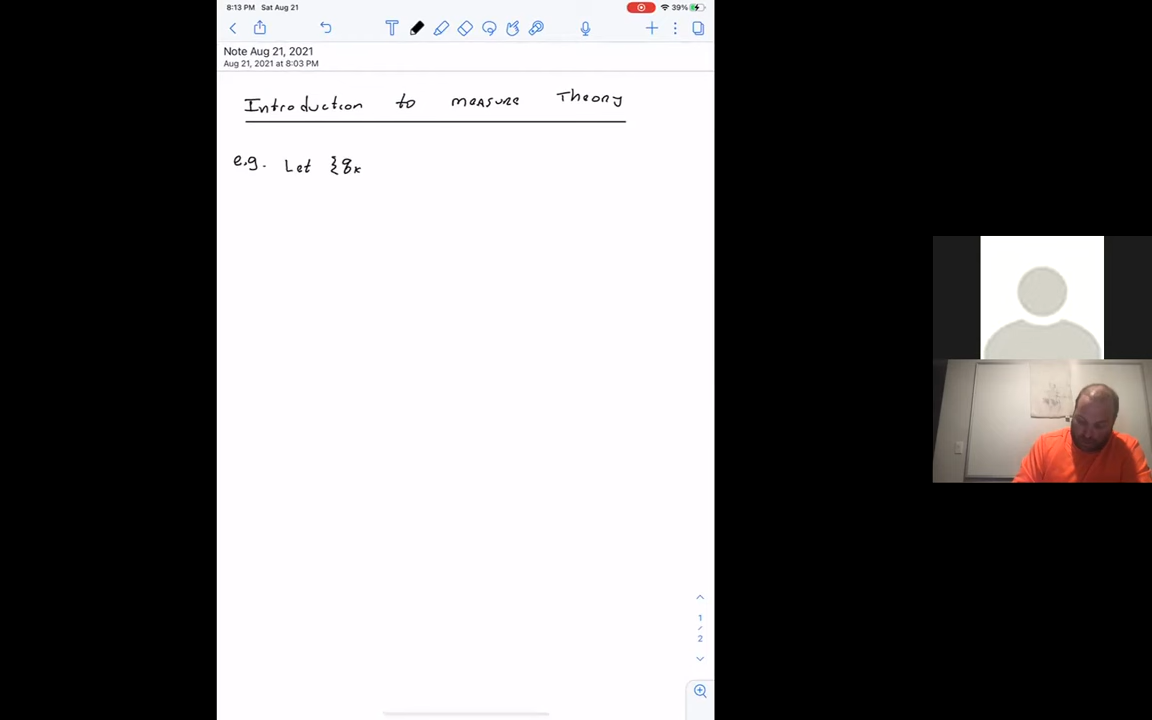 8:13 PM Sat Aug 21 39%
T
Note Aug 21, 2021
Aug 21, 2021 at 8:03 PM
Introduction to measure Theory
e.g. Let {qk
1
/
2